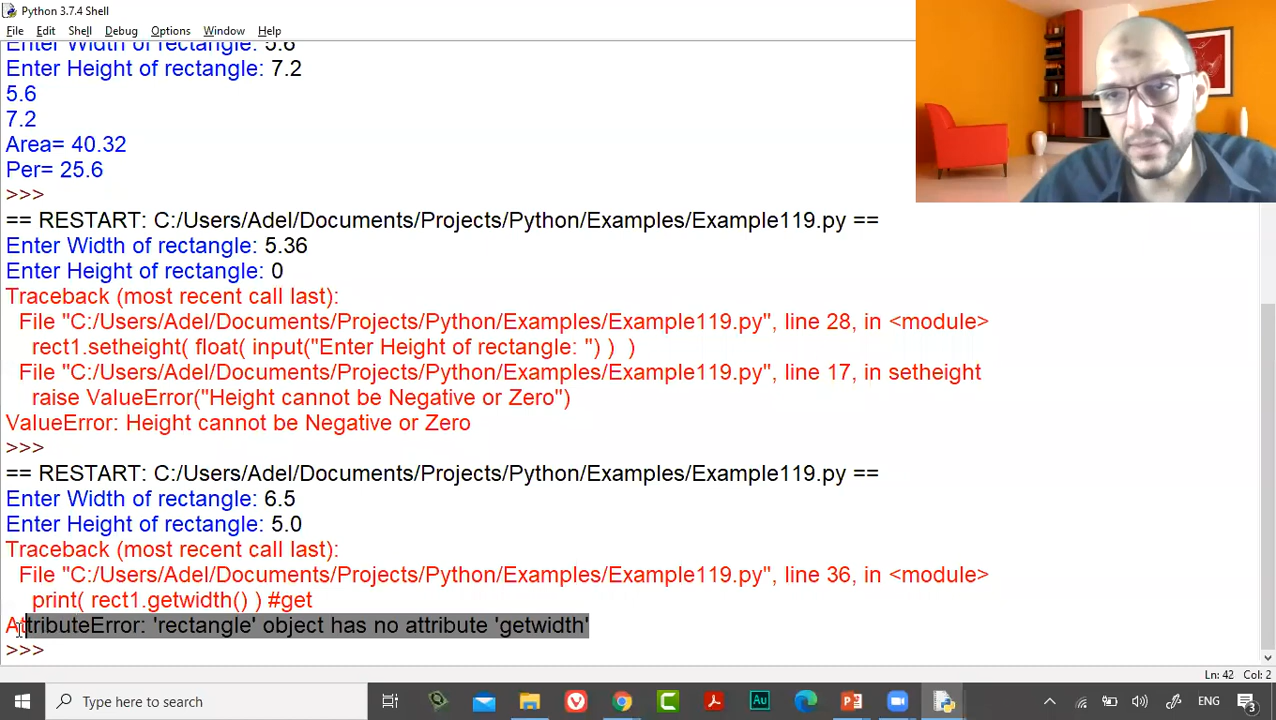 Python 3.7.4 Shell
File Edit Shell Debug Options Window Help
Enter Width of rectangle: 5.6
Enter Height of rectangle: 7.2
5.6
7.2
Area= 40.32
Per= 25.6
>>>
== RESTART: C:/Users/Adel/Documents/Projects/Python/Examples/Example119.py ==
Enter Width of rectangle: 5.36
Enter Height of rectangle: 0
Traceback (most recent call last):
File "C:/Users/Adel/Documents/Projects/Python/Examples/Example119.py", line 28, in <module>
rect1.setheight( float( input("Enter Height of rectangle: ") ) )
File "C:/Users/Adel/Documents/Projects/Python/Examples/Example119.py", line 17, in setheight
raise ValueError("Height cannot be Negative or Zero")
ValueError: Height cannot be Negative or Zero
>>>
== RESTART: C:/Users/Adel/Documents/Projects/Python/Examples/Example119.py ==
Enter Width of rectangle: 6.5
Enter Height of rectangle: 5.0
Traceback (most recent call last):
File "C:/Users/Adel/Documents/Projects/Python/Examples/Example119.py", line 36, in <module>
print( rect1.getwidth() ) #get
AttributeError: 'rectangle' object has no attribute 'getwidth'
>>>
Ln: 42 Col: 2
Type here to search
Au
ENG
3